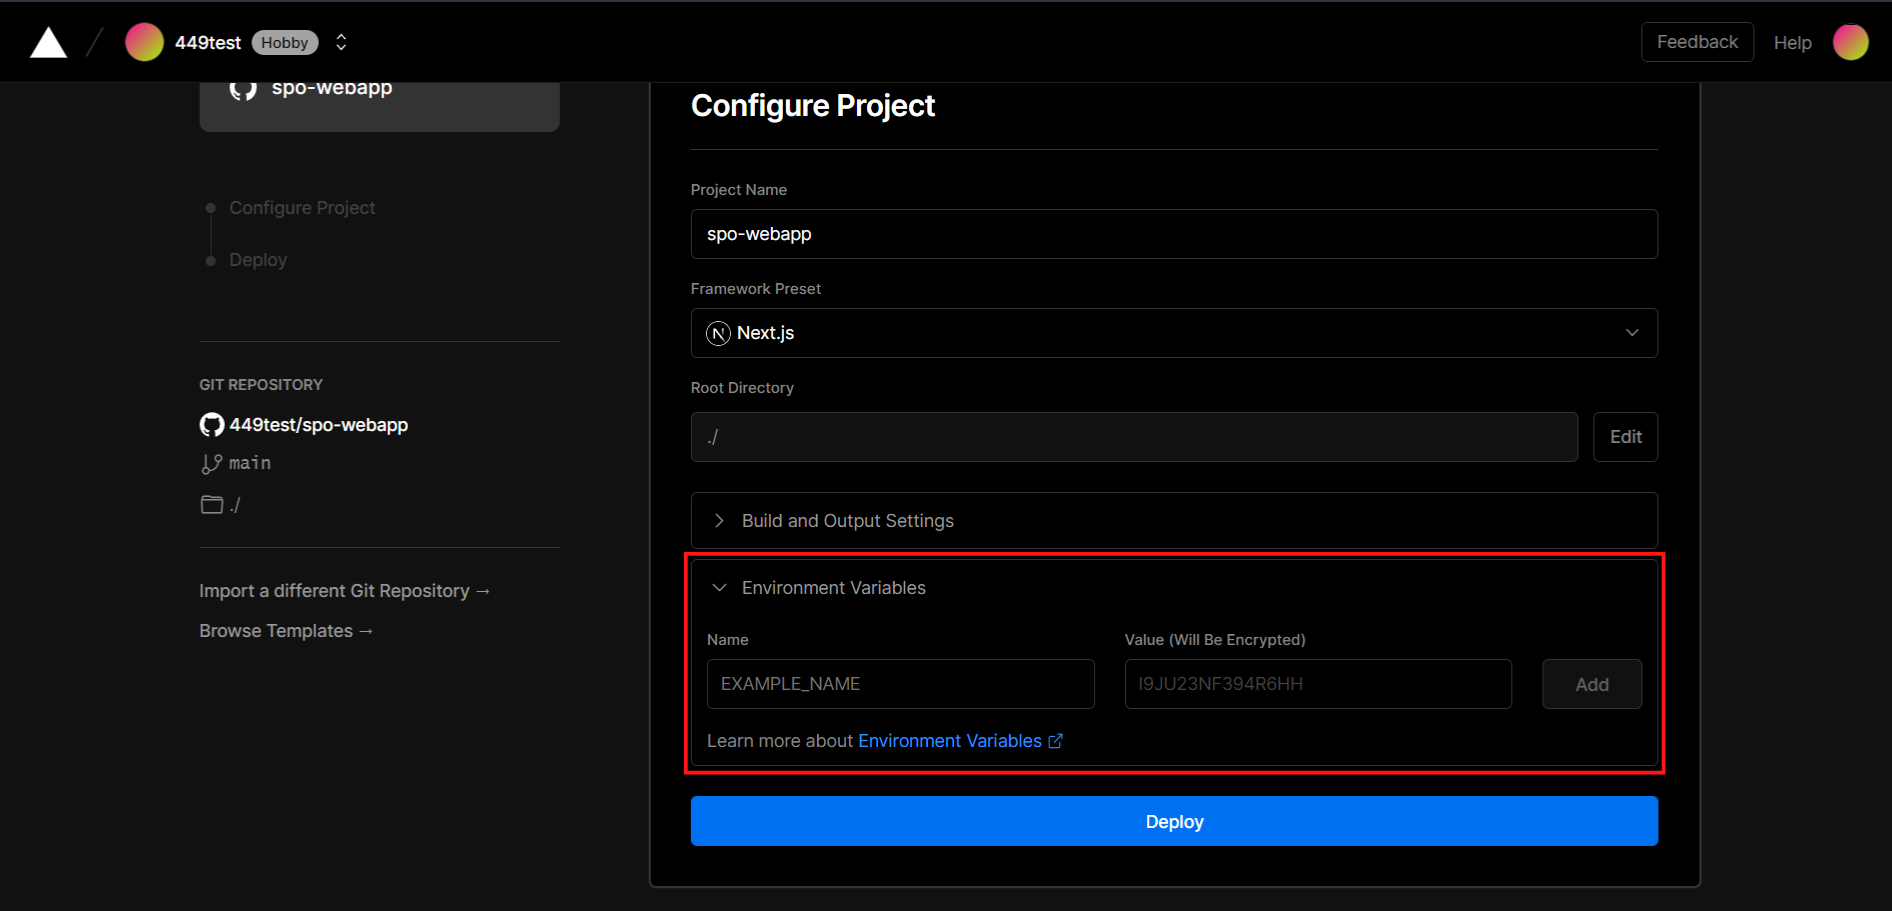 449test Hobby
Feedback Help
spo-webapp
Configure Project
Deploy
GIT REPOSITORY
449test/spo-webapp
main
./
Import a different Git Repository →
Browse Templates →
Configure Project
Project Name
spo-webapp
Framework Preset
Next.js
Root Directory
./ Edit
Build and Output Settings
Environment Variables
Name Value (Will Be Encrypted)
EXAMPLE_NAME I9JU23NF394R6HH Add
Learn more about Environment Variables
Deploy